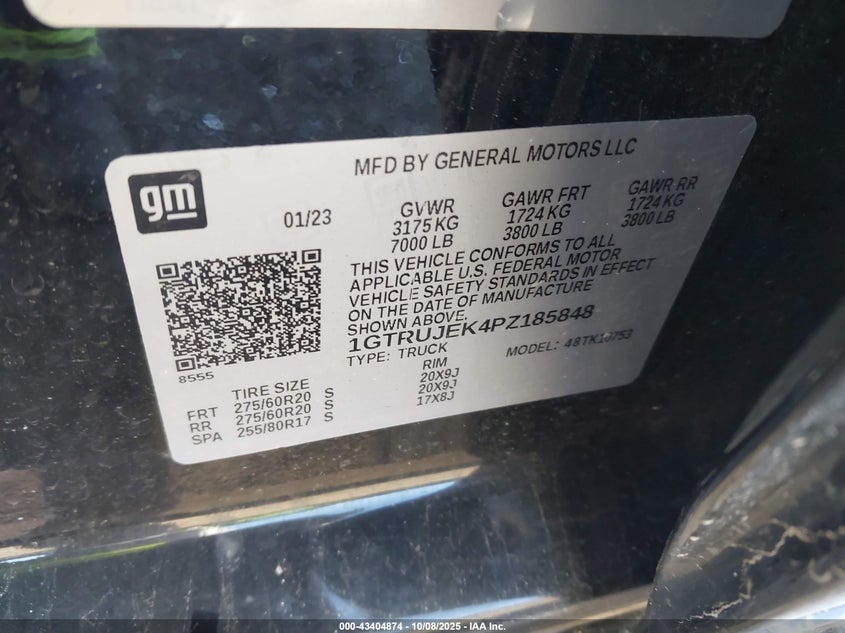 gm
MFD BY GENERAL MOTORS LLC
01/23
GVWR
3175 KG
7000 LB
GAWR FRT
1724 KG
3800 LB
GAWR RR
1724 KG
3800 LB
THIS VEHICLE CONFORMS TO ALL
APPLICABLE U.S. FEDERAL MOTOR
VEHICLE SAFETY STANDARDS IN EFFECT
ON THE DATE OF MANUFACTURE
SHOWN ABOVE.
1GTRUJEK4PZ185848
TYPE: TRUCK
MODEL: 48TK10753
8555
TIRE SIZE
RIM
FRT 275/60R20 S 20X9J
RR 275/60R20 S 20X9J
SPA 255/80R17 S 17X8J
000-43404874 - 10/08/2025 - IAA Inc.